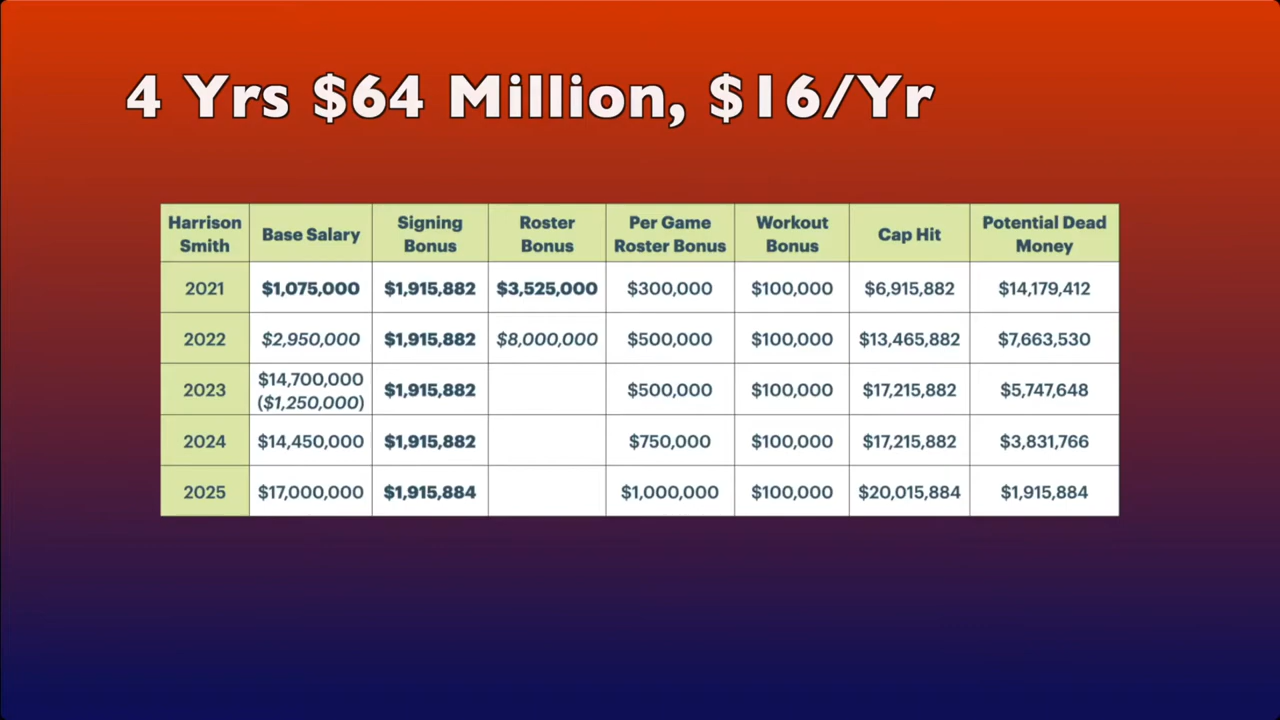 4 Yrs $64 Million, $16/Yr
Harrison Smith | Base Salary | Signing Bonus | Roster Bonus | Per Game Roster Bonus | Workout Bonus | Cap Hit | Potential Dead Money
2021 | $1,075,000 | $1,915,882 | $3,525,000 | $300,000 | $100,000 | $6,915,882 | $14,179,412
2022 | $2,950,000 | $1,915,882 | $8,000,000 | $500,000 | $100,000 | $13,465,882 | $7,663,530
2023 | $14,700,000 ($1,250,000) | $1,915,882 | | $500,000 | $100,000 | $17,215,882 | $5,747,648
2024 | $14,450,000 | $1,915,882 | | $750,000 | $100,000 | $17,215,882 | $3,831,766
2025 | $17,000,000 | $1,915,884 | | $1,000,000 | $100,000 | $20,015,884 | $1,915,884